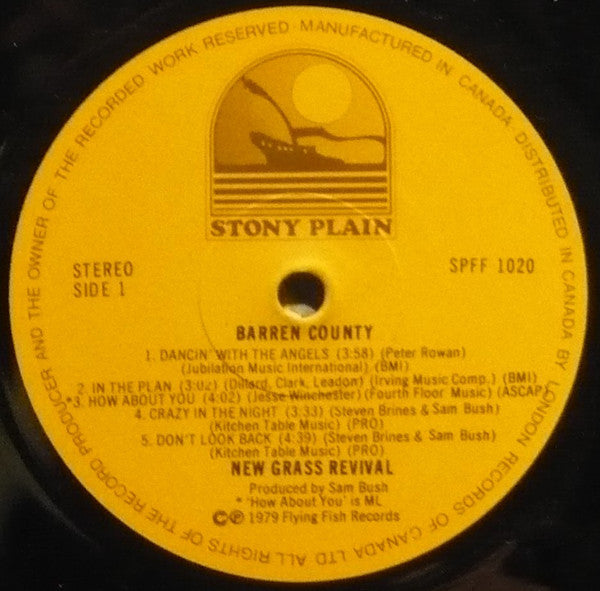 MANUFACTURED IN CANADA DISTRIBUTED IN CANADA BY LONDON RECORDS OF CANADA LTD ALL RIGHTS OF THE RECORD PRODUCER AND THE OWNER OF THE RECORDED WORK RESERVED
STONY PLAIN
STEREO
SIDE 1
SPFF 1020
BARREN COUNTY
1. DANCIN' WITH THE ANGELS (3:58) (Peter Rowan)
(Jubilation Music International) (BMI)
2. IN THE PLAN (3:02) (Dillard, Clark, Leadon) (Irving Music Comp.) (BMI)
*3. HOW ABOUT YOU (4:02) (Jesse Winchester) (Fourth Floor Music) (ASCAP)
4. CRAZY IN THE NIGHT (3:33) (Steven Brines & Sam Bush)
(Kitchen Table Music) (PRO)
5. DON'T LOOK BACK (4:39) (Steven Brines & Sam Bush)
(Kitchen Table Music) (PRO)
NEW GRASS REVIVAL
Produced by Sam Bush
* 'How About You' is ML
©℗ 1979 Flying Fish Records